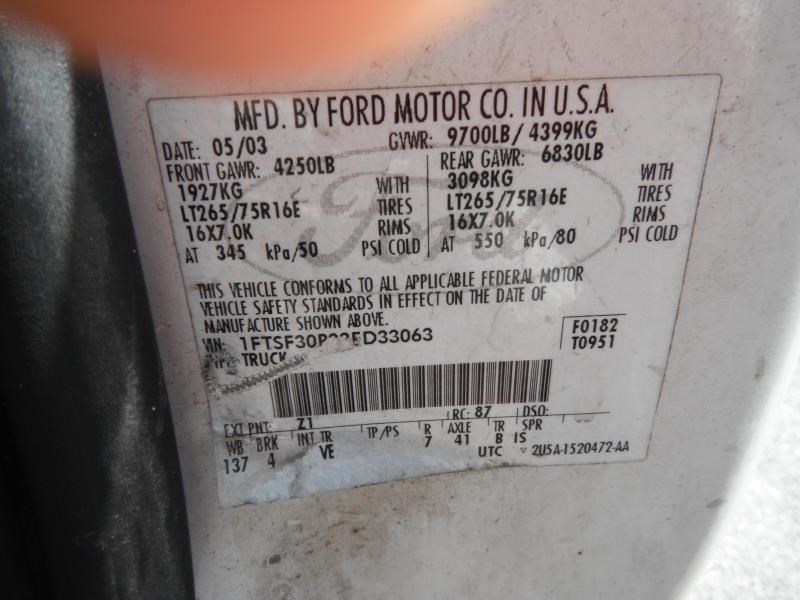 MFD. BY FORD MOTOR CO. IN U.S.A.
DATE: 05/03 GVWR: 9700LB/ 4399KG
FRONT GAWR: 4250LB REAR GAWR: 6830LB
1927KG WITH 3098KG WITH
LT265/75R16E TIRES LT265/75R16E TIRES
16X7.0K RIMS 16X7.0K RIMS
AT 345 kPa/50 PSI COLD AT 550 kPa/80 PSI COLD
Ford
THIS VEHICLE CONFORMS TO ALL APPLICABLE FEDERAL MOTOR
VEHICLE SAFETY STANDARDS IN EFFECT ON THE DATE OF
MANUFACTURE SHOWN ABOVE.
VIN: F0182
TRUCK T0951
EXT PNT: Z1 RC: 87 DSO:
WB BRK INT TR TP/PS R AXLE TR SPR
137 4 VE 7 41 B IS
UTC ▽ 2U5A-1520472-AA